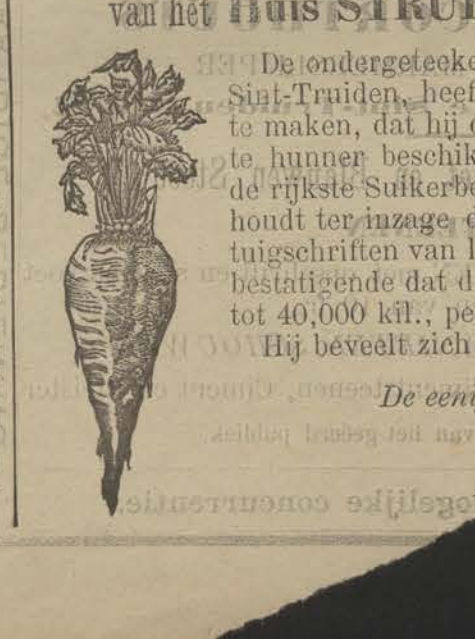 van het Huis STRU
De ondergeteeke
Sint-Truiden, heef
te maken, dat hij
te hunner beschik
de rijkste Suikerbe
houdt ter inzage
tuigschriften van
bestatigende dat d
tot 40,000 kil., pe
Hij beveelt zich
De eeni